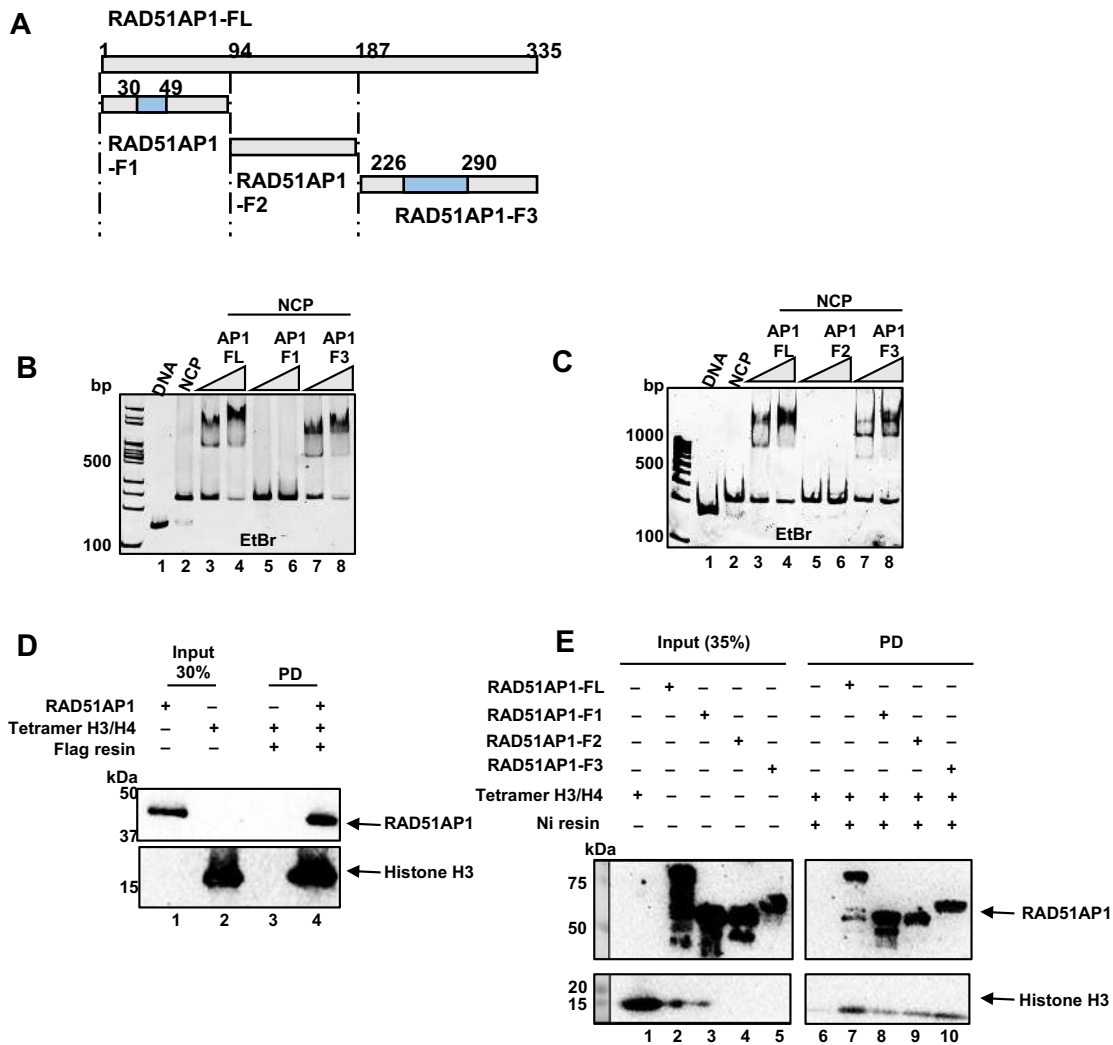 A
RAD51AP1-FL
1 94 187 335
30 49
RAD51AP1
-F1
RAD51AP1
-F2
226 290
RAD51AP1-F3
B
NCP
AP1 AP1 AP1
FL F1 F3
bp DNA NCP
500
100
EtBr
1 2 3 4 5 6 7 8
C
NCP
AP1 AP1 AP1
FL F2 F3
bp DNA NCP
1000
500
100
EtBr
1 2 3 4 5 6 7 8
D
Input
30% PD
RAD51AP1 + – – +
Tetramer H3/H4 – + + +
Flag resin – – + +
kDa
50
37
RAD51AP1
15
Histone H3
1 2 3 4
E
Input (35%) PD
RAD51AP1-FL – + – – – – + – – –
RAD51AP1-F1 – – + – – – – + – –
RAD51AP1-F2 – – – + – – – – + –
RAD51AP1-F3 – – – – + – – – – +
Tetramer H3/H4 + – – – – + + + + +
Ni resin – – – – – + + + + +
kDa
75
50
RAD51AP1
20
15
Histone H3
1 2 3 4 5 6 7 8 9 10